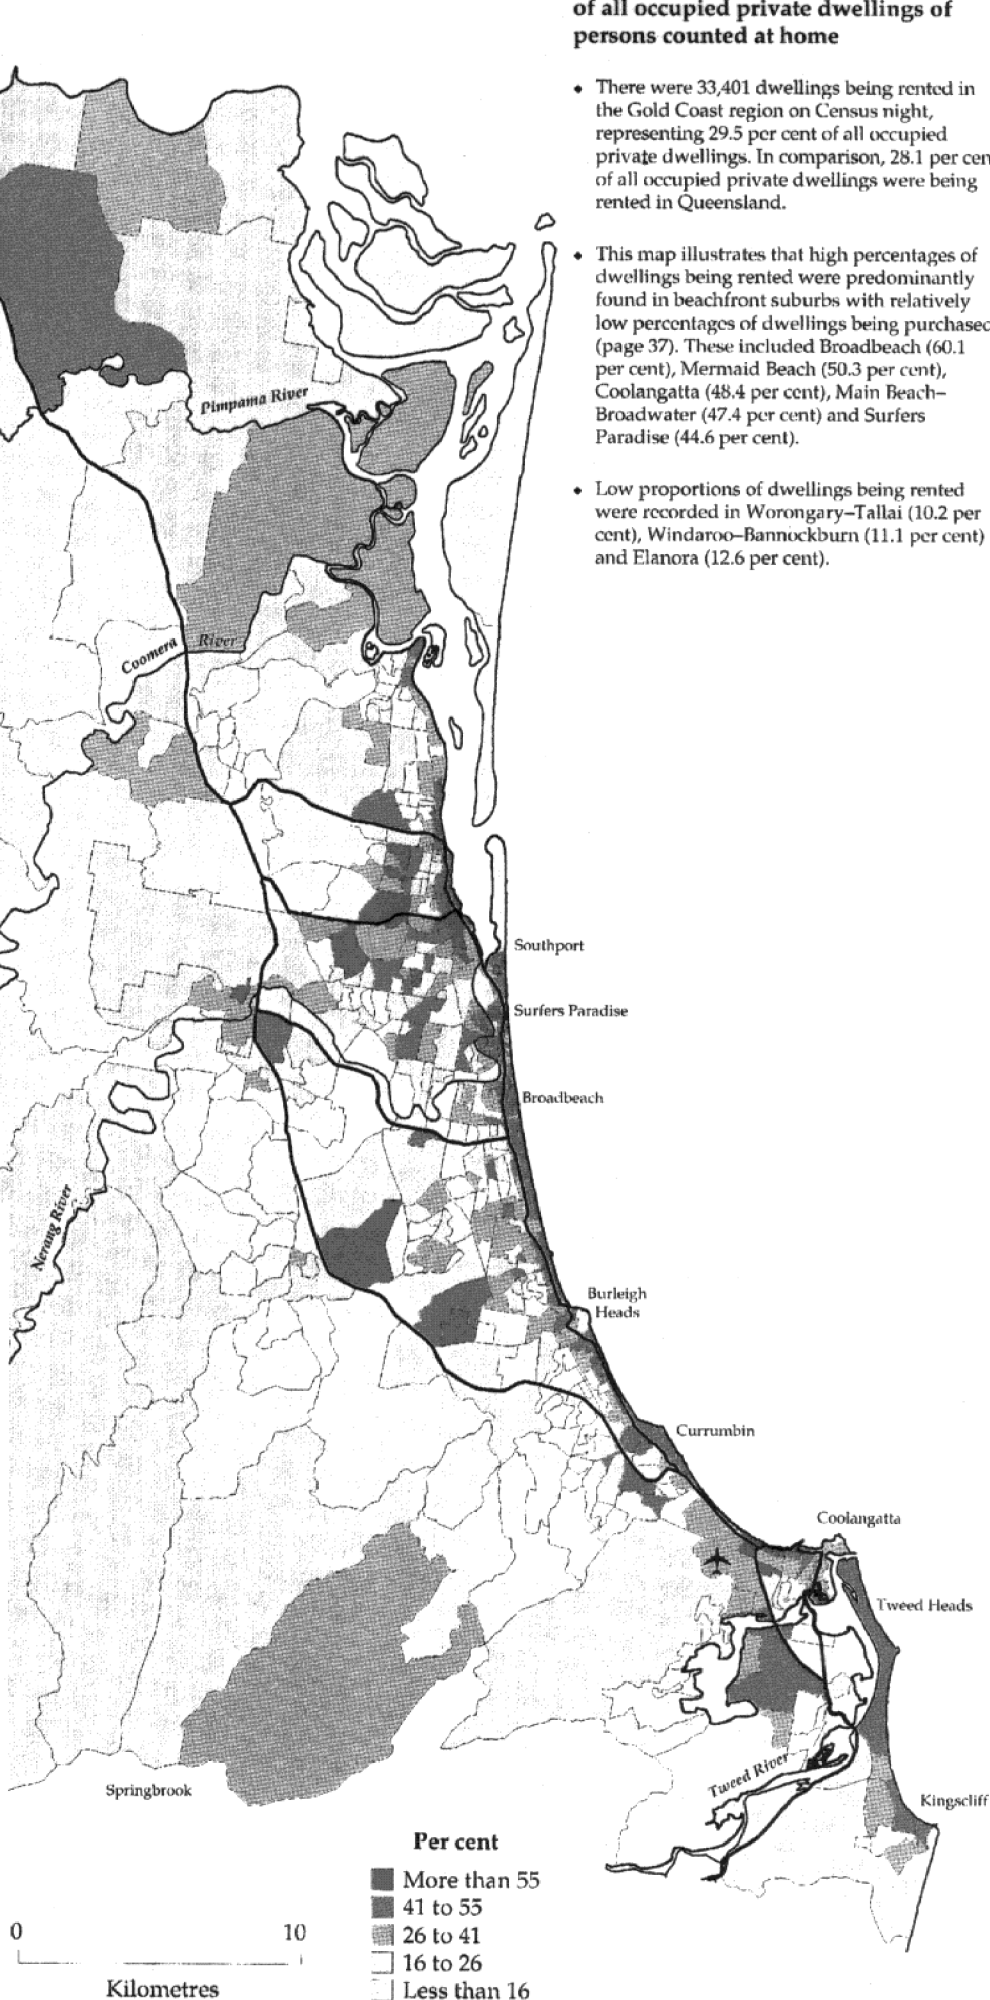 of all occupied private dwellings of
persons counted at home
• There were 33,401 dwellings being rented in
the Gold Coast region on Census night,
representing 29.5 per cent of all occupied
private dwellings. In comparison, 28.1 per cen
of all occupied private dwellings were being
rented in Queensland.
• This map illustrates that high percentages of
dwellings being rented were predominantly
found in beachfront suburbs with relatively
low percentages of dwellings being purchased
(page 37). These included Broadbeach (60.1
per cent), Mermaid Beach (50.3 per cent),
Coolangatta (48.4 per cent), Main Beach–
Broadwater (47.4 per cent) and Surfers
Paradise (44.6 per cent).
• Low proportions of dwellings being rented
were recorded in Worongary–Tallai (10.2 per
cent), Windaroo–Bannockburn (11.1 per cent)
and Elanora (12.6 per cent).
Pimpama River
Coomera River
Southport
Surfers Paradise
Broadbeach
Nerang River
Burleigh
Heads
Currumbin
Coolangatta
Tweed Heads
Tweed River
Springbrook
Kingscliff
Per cent
More than 55
41 to 55
26 to 41
16 to 26
Less than 16
0 10
Kilometres